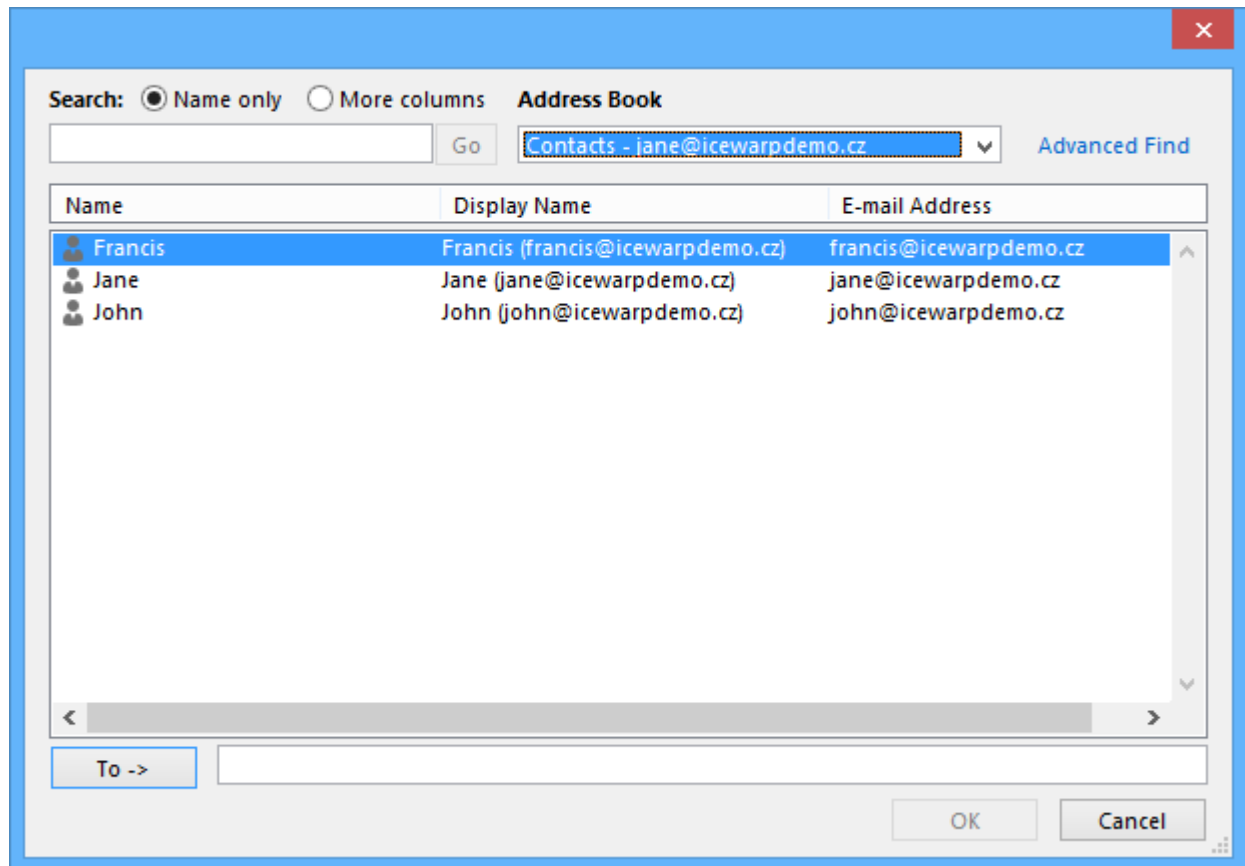 Search: Name only More columns Address Book
Go Contacts - jane@icewarpdemo.cz Advanced Find
Name Display Name E-mail Address
Francis Francis (francis@icewarpdemo.cz) francis@icewarpdemo.cz
Jane Jane (jane@icewarpdemo.cz) jane@icewarpdemo.cz
John John (john@icewarpdemo.cz) john@icewarpdemo.cz
To ->
OK Cancel